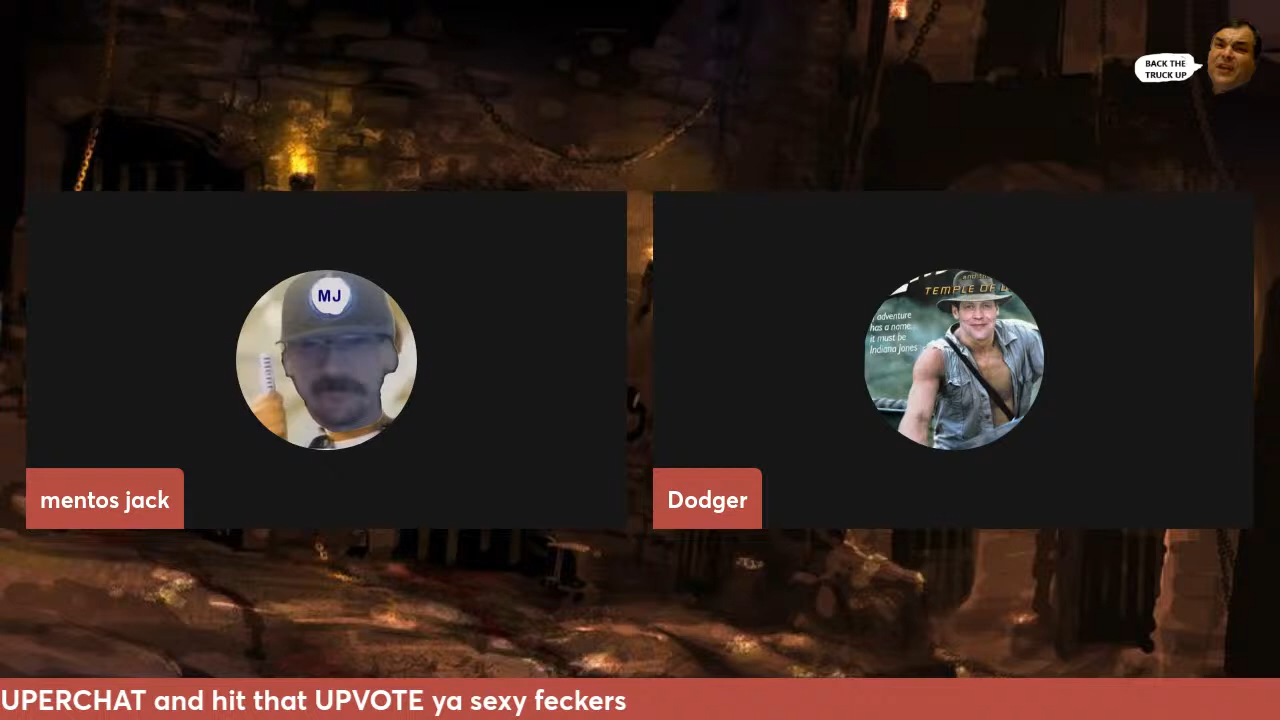 BACK THE
TRUCK UP
MJ
TEMPLE OF
adventure
has a name.
it must be
Indiana Jones
mentos jack
Dodger
UPERCHAT and hit that UPVOTE ya sexy feckers